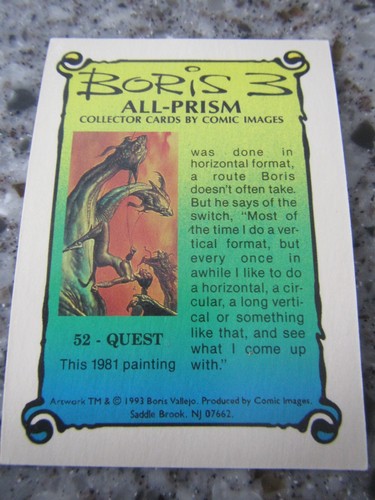 BORIS 3
ALL-PRISM
COLLECTOR CARDS BY COMIC IMAGES
52 - QUEST
This 1981 painting
was done in
horizontal format,
a route Boris
doesn't often take.
But he says of the
switch, "Most of
the time I do a ver-
tical format, but
every once in
awhile I like to do
a horizontal, a cir-
cular, a long verti-
cal or something
like that, and see
what I come up
with."
Artwork TM & © 1993 Boris Vallejo. Produced by Comic Images.
Saddle Brook, NJ 07662.